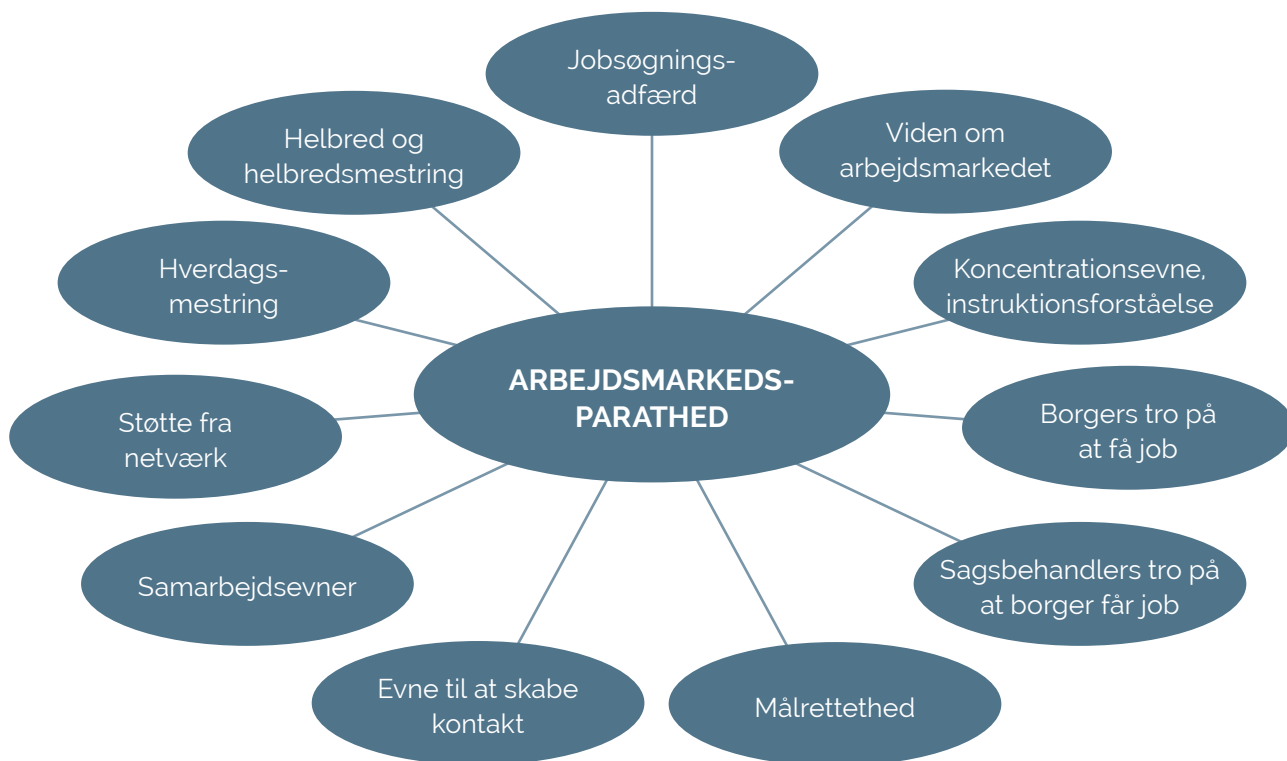 Jobsøgnings-
adfærd
Helbred og
helbredsmestring
Viden om
arbejdsmarkedet
Hverdags-
mestring
Koncentrationsevne,
instruktionsforståelse
ARBEJDSMARKEDS-
PARATHED
Støtte fra
netværk
Borgers tro på
at få job
Samarbejdsevner
Sagsbehandlers tro på
at borger får job
Evne til at skabe
kontakt
Målrettethed